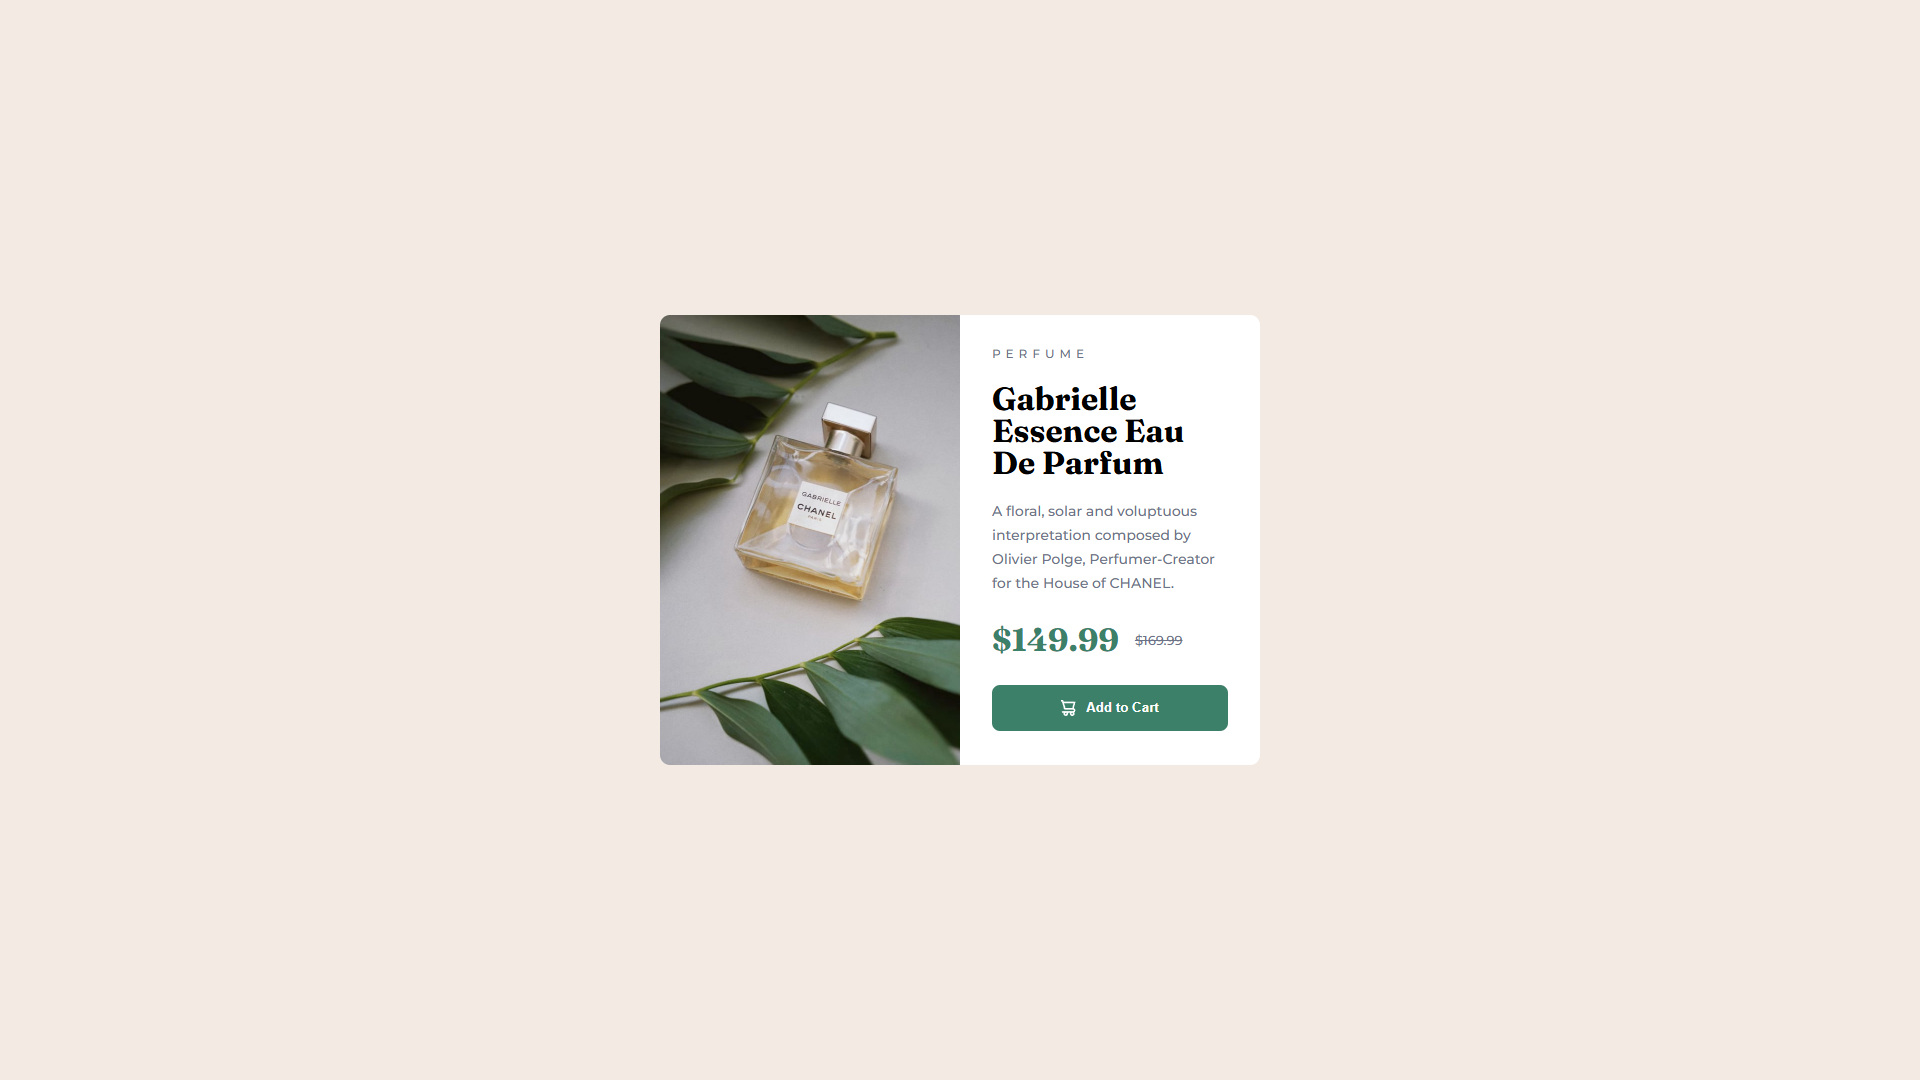 GABRIELLE
CHANEL
PARIS
PERFUME
Gabrielle
Essence Eau
De Parfum
A floral, solar and voluptuous
interpretation composed by
Olivier Polge, Perfumer-Creator
for the House of CHANEL.
$149.99 $169.99
Add to Cart